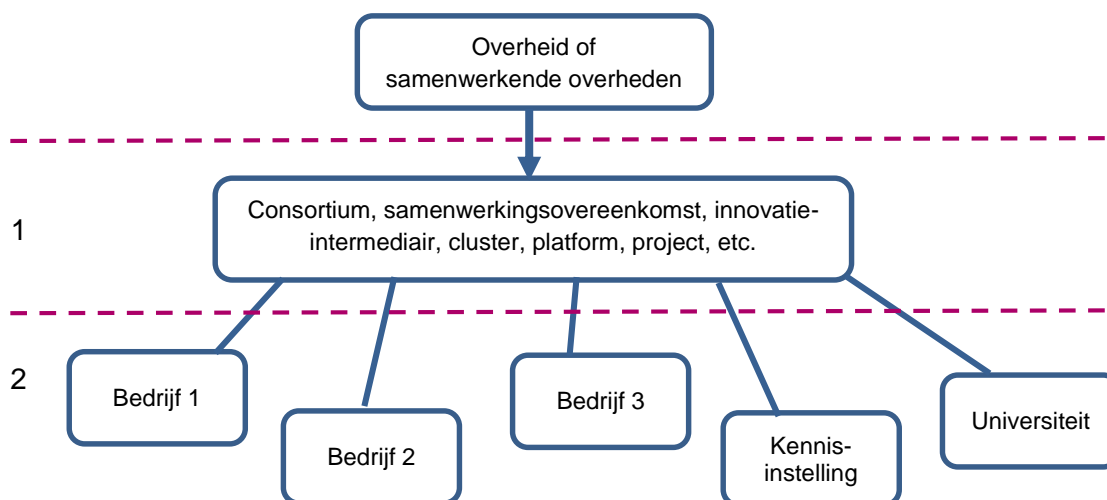 Overheid of
samenwerkende overheden
1
Consortium, samenwerkingsovereenkomst, innovatie-
intermediair, cluster, platform, project, etc.
2
Bedrijf 1
Bedrijf 2
Bedrijf 3
Kennis-
instelling
Universiteit